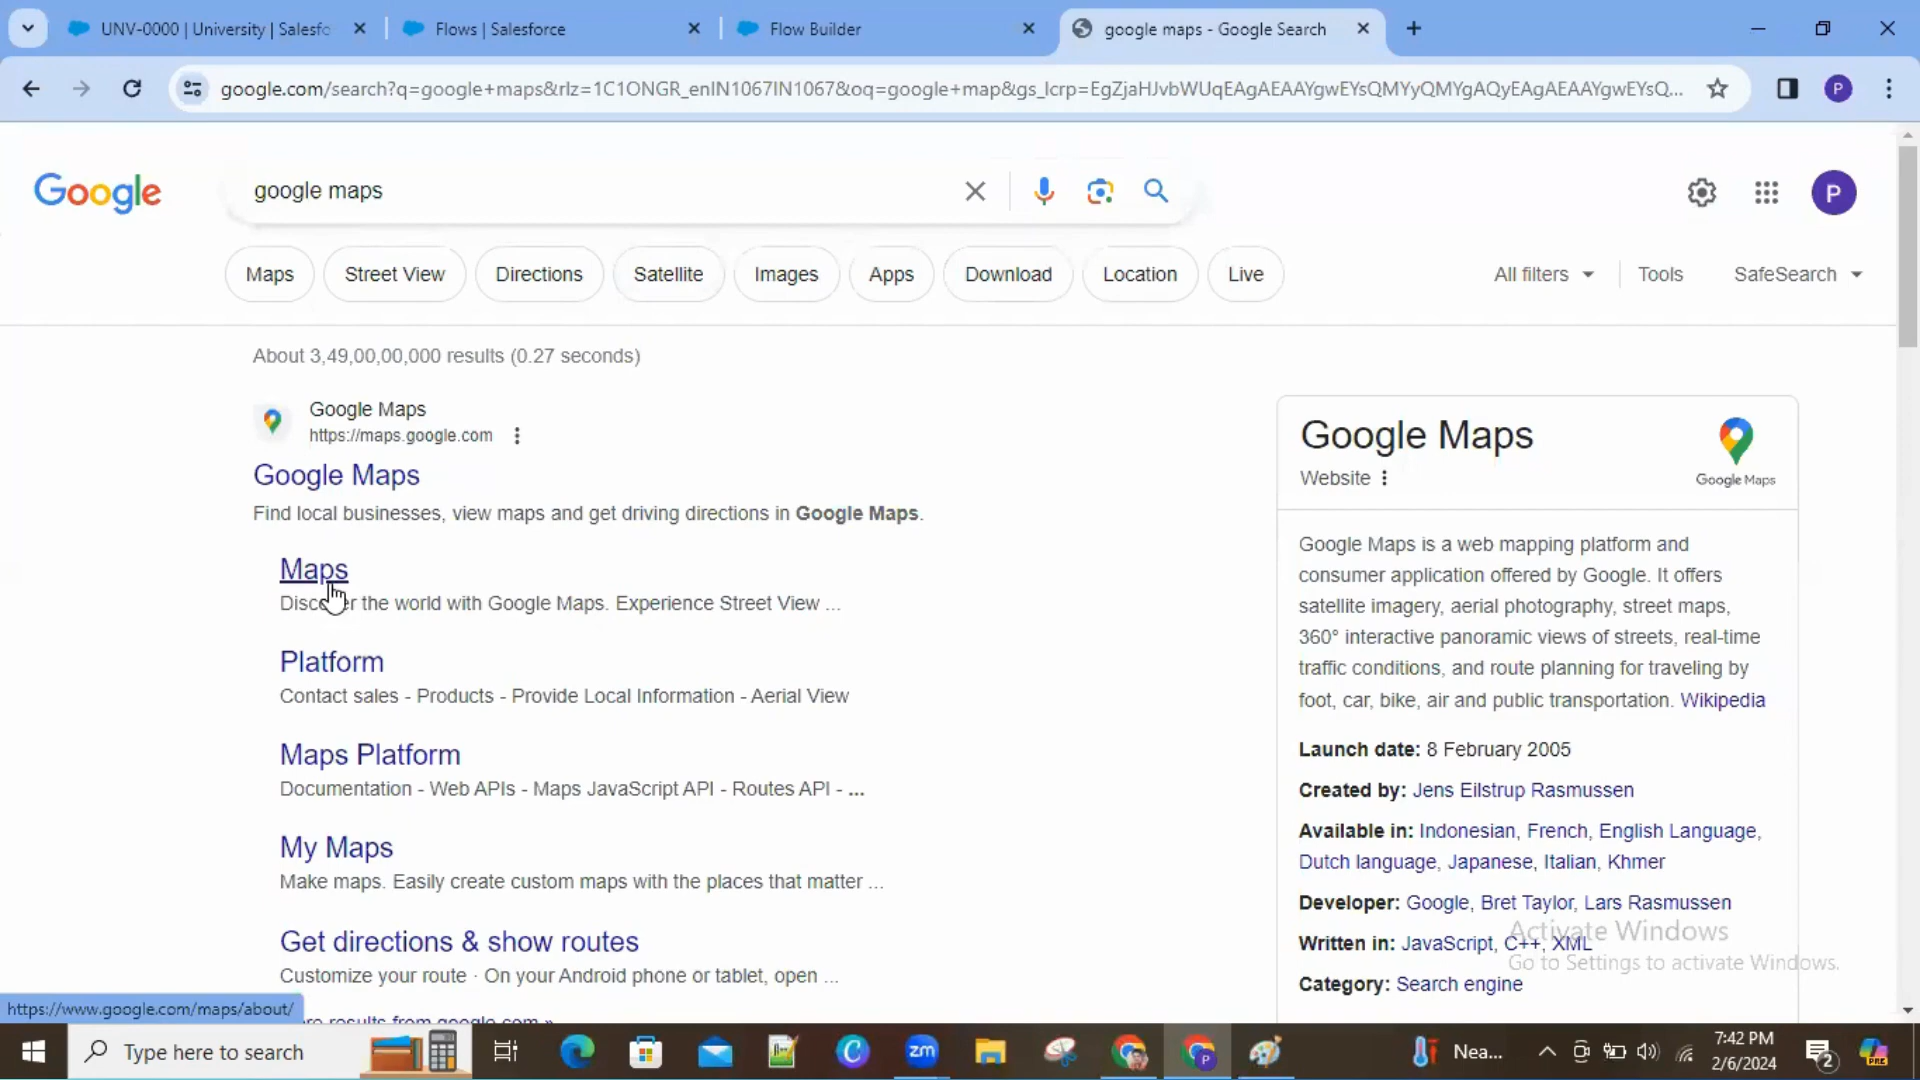 UNV-0000 | University | Salesfo
Flows | Salesforce
Flow Builder
google maps - Google Search
google.com/search?q=google+maps&rlz=1C1ONGR_enIN1067IN1067&oq=google+map&gs_lcrp=EgZjaHJvbWUqEAgAEAAYgwEYsQMYyQMYgAQyEAgAEAAYgwEYsQ...
P
Google
google maps
P
Maps
Street View
Directions
Satellite
Images
Apps
Download
Location
Live
All filters
Tools
SafeSearch
About 3,49,00,00,000 results (0.27 seconds)
Google Maps
https://maps.google.com
Google Maps
Find local businesses, view maps and get driving directions in Google Maps.
Maps
Discover the world with Google Maps. Experience Street View ...
Platform
Contact sales - Products - Provide Local Information - Aerial View
Maps Platform
Documentation - Web APIs - Maps JavaScript API - Routes API - ...
My Maps
Make maps. Easily create custom maps with the places that matter ...
Get directions & show routes
Customize your route · On your Android phone or tablet, open ...
results from google.com »
Google Maps
Website
Google Maps
Google Maps is a web mapping platform and
consumer application offered by Google. It offers
satellite imagery, aerial photography, street maps,
360° interactive panoramic views of streets, real-time
traffic conditions, and route planning for traveling by
foot, car, bike, air and public transportation. Wikipedia
Launch date: 8 February 2005
Created by: Jens Eilstrup Rasmussen
Available in: Indonesian, French, English Language,
Dutch language, Japanese, Italian, Khmer
Developer: Google, Bret Taylor, Lars Rasmussen
Written in: JavaScript, C++, XML
Category: Search engine
Activate Windows
Go to Settings to activate Windows.
https://www.google.com/maps/about/
Type here to search
zm
P
Nea...
7:42 PM
2/6/2024
2
PRE